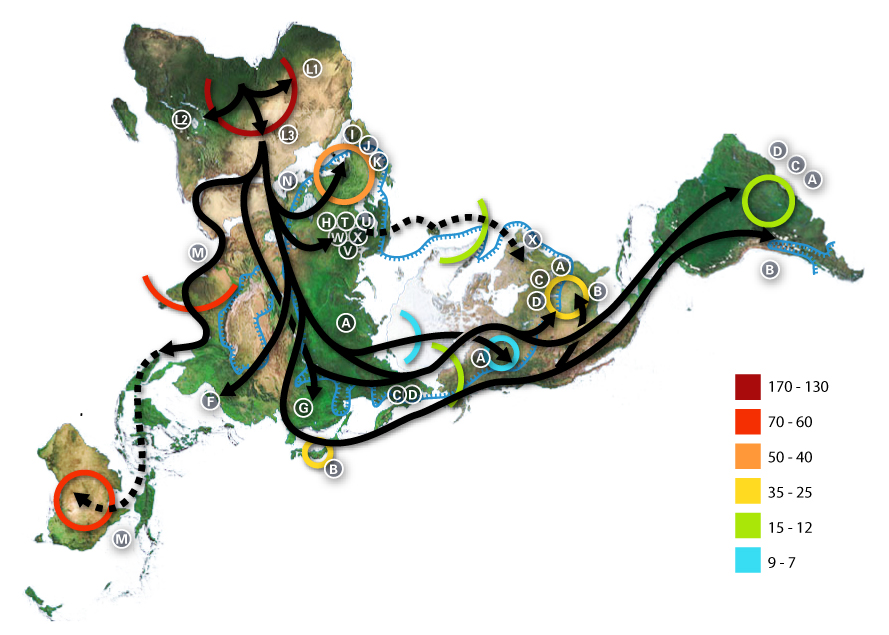 L1
L2
L3
I
J
K
N
H T U
W X
V
M
D
C
A
X
A
C
B
D
B
A
A
F
G
C D
B
M
170 - 130
70 - 60
50 - 40
35 - 25
15 - 12
9 - 7